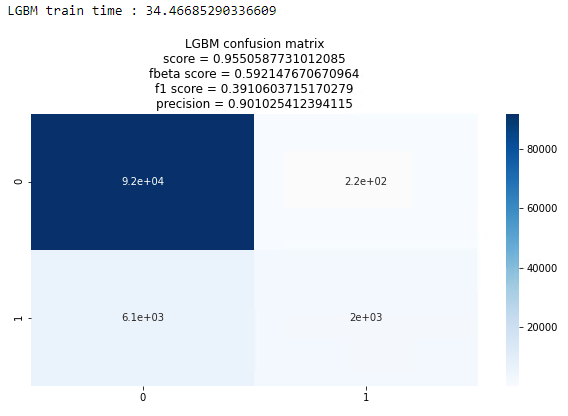 LGBM train time : 34.46685290336609
LGBM confusion matrix
score = 0.9550587731012085
fbeta score = 0.592147670670964
f1 score = 0.3910603715170279
precision = 0.901025412394115
0 9.2e+04 2.2e+02
1 6.1e+03 2e+03
0 1
80000
60000
40000
20000